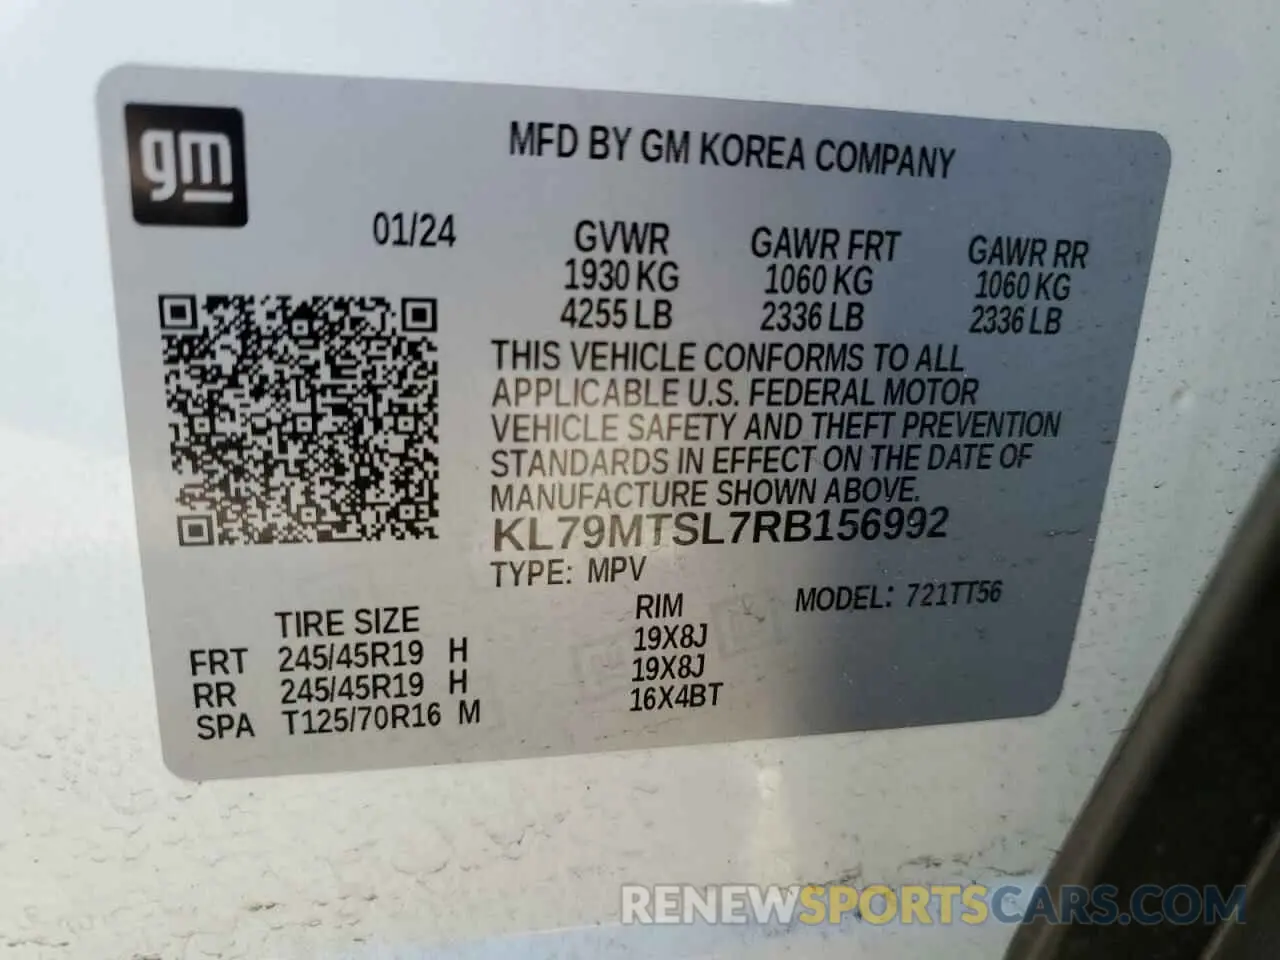 gm
MFD BY GM KOREA COMPANY
01/24
GVWR GAWR FRT GAWR RR
1930 KG 1060 KG 1060 KG
4255 LB 2336 LB 2336 LB
THIS VEHICLE CONFORMS TO ALL
APPLICABLE U.S. FEDERAL MOTOR
VEHICLE SAFETY AND THEFT PREVENTION
STANDARDS IN EFFECT ON THE DATE OF
MANUFACTURE SHOWN ABOVE.
KL79MTSL7RB156992
TYPE: MPV
MODEL: 721TT56
TIRE SIZE RIM
FRT 245/45R19 H 19X8J
RR 245/45R19 H 19X8J
SPA T125/70R16 M 16X4BT
RENEWSPORTSCARS.COM